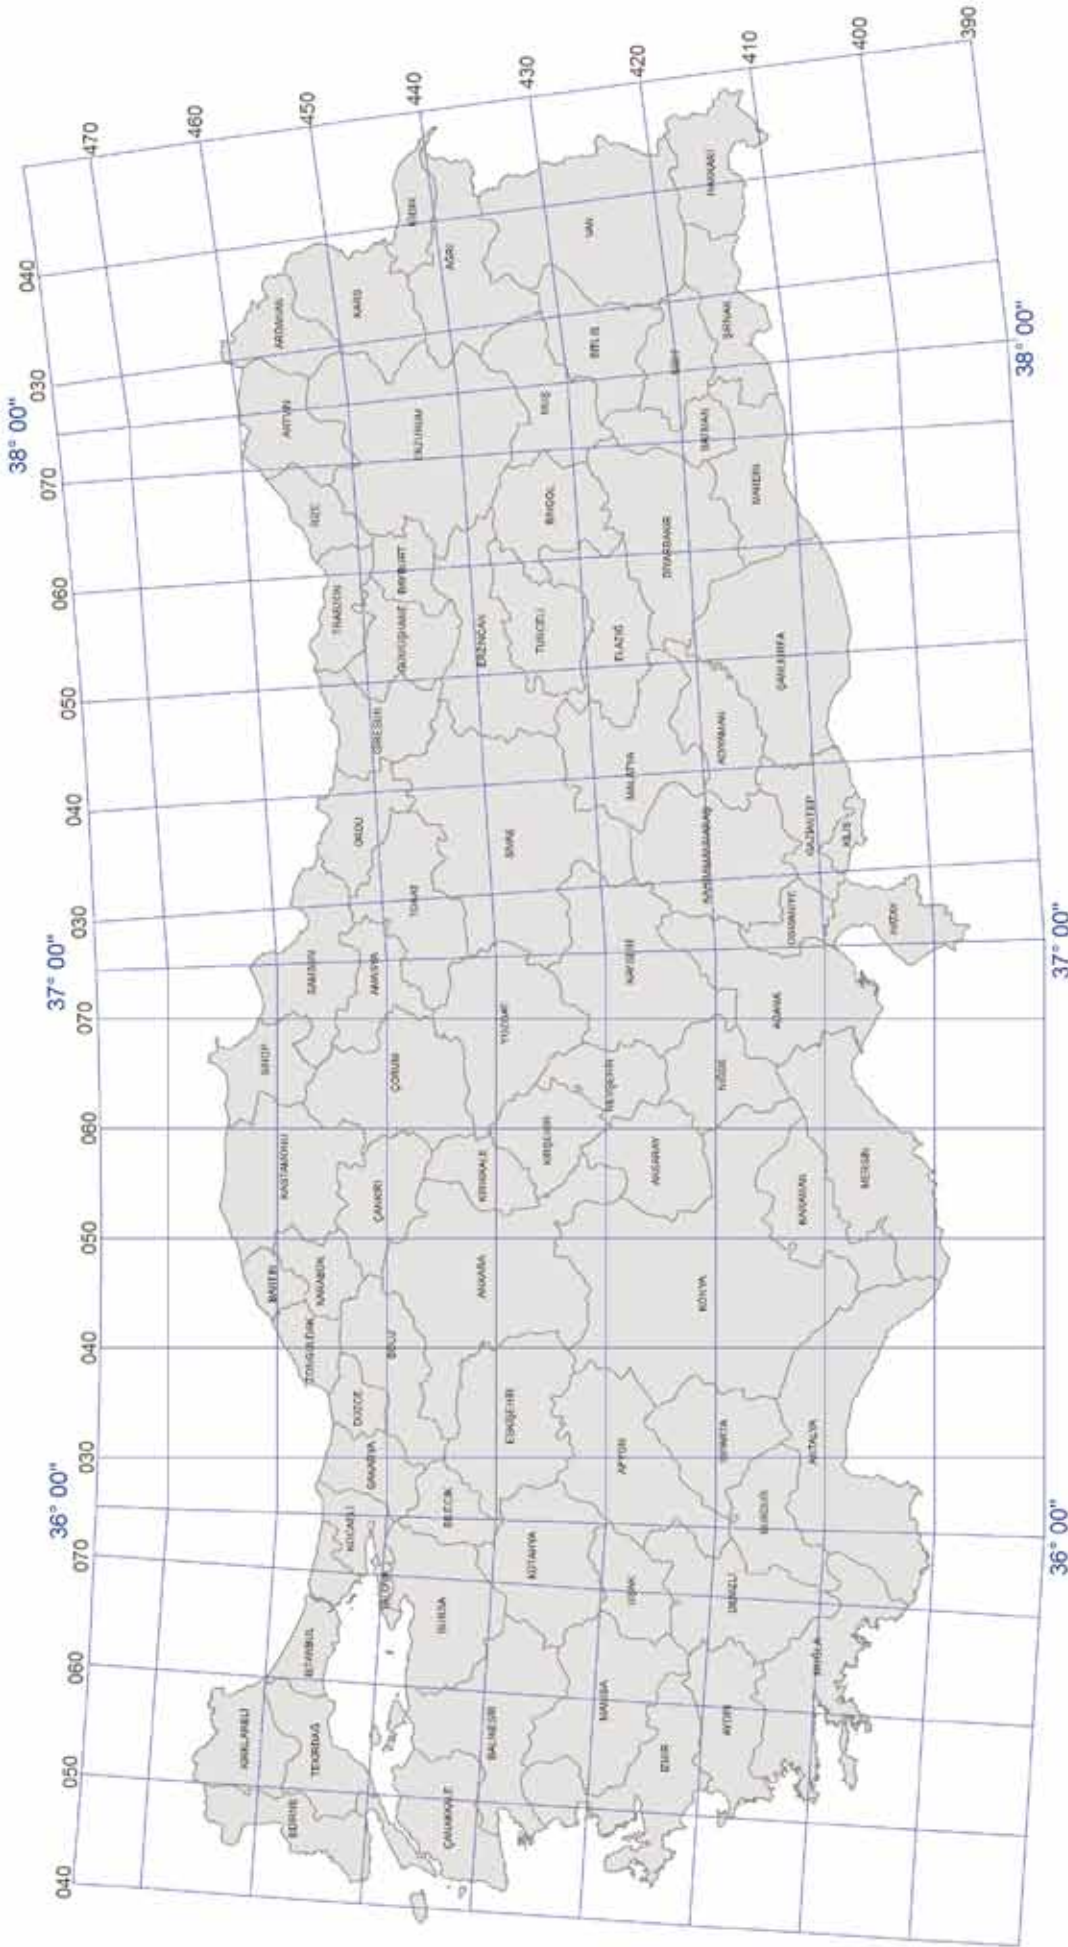 36° 00"
37° 00"
38° 00"
040
050
060
070
030
040
050
060
070
030
040
050
060
070
030
040
470
460
450
440
430
420
410
400
390
KIRKLARELİ
EDİRNE
TEKİRDAĞ
İSTANBUL
KOCAELİ
YALOVA
SAKARYA
DÜZCE
ZONGULDAK
BARTIN
KARABÜK
KASTAMONU
SİNOP
SAMSUN
ORDU
GİRESUN
TRABZON
RİZE
ARTVİN
ARDAHAN
KARS
IĞDIR
AĞRI
ÇANAKKALE
BALIKESİR
BURSA
BİLECİK
BOLU
ÇANKIRI
ÇORUM
AMASYA
TOKAT
GÜMÜŞHANE
BAYBURT
ERZURUM
KÜTAHYA
ESKİŞEHİR
ANKARA
KIRIKKALE
KIRŞEHİR
YOZGAT
SİVAS
ERZİNCAN
TUNCELİ
BİNGÖL
MUŞ
BİTLİS
VAN
MANİSA
İZMİR
UŞAK
AFYON
KONYA
AKSARAY
NEVŞEHİR
KAYSERİ
MALATYA
ELAZIĞ
DİYARBAKIR
BATMAN
SİİRT
ŞIRNAK
HAKKARİ
AYDIN
DENİZLİ
BURDUR
ISPARTA
NİĞDE
KAHRAMANMARAŞ
ADIYAMAN
ŞANLIURFA
MARDİN
MUĞLA
ANTALYA
KARAMAN
MERSİN
ADANA
OSMANİYE
GAZİANTEP
KİLİS
HATAY
36° 00"
37° 00"
38° 00"